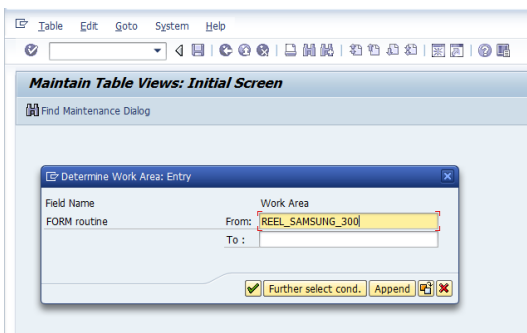 Table Edit Goto System Help
Maintain Table Views: Initial Screen
Find Maintenance Dialog
Determine Work Area: Entry
Field Name Work Area
FORM routine From: REEL_SAMSUNG_300
To :
Further select cond. Append